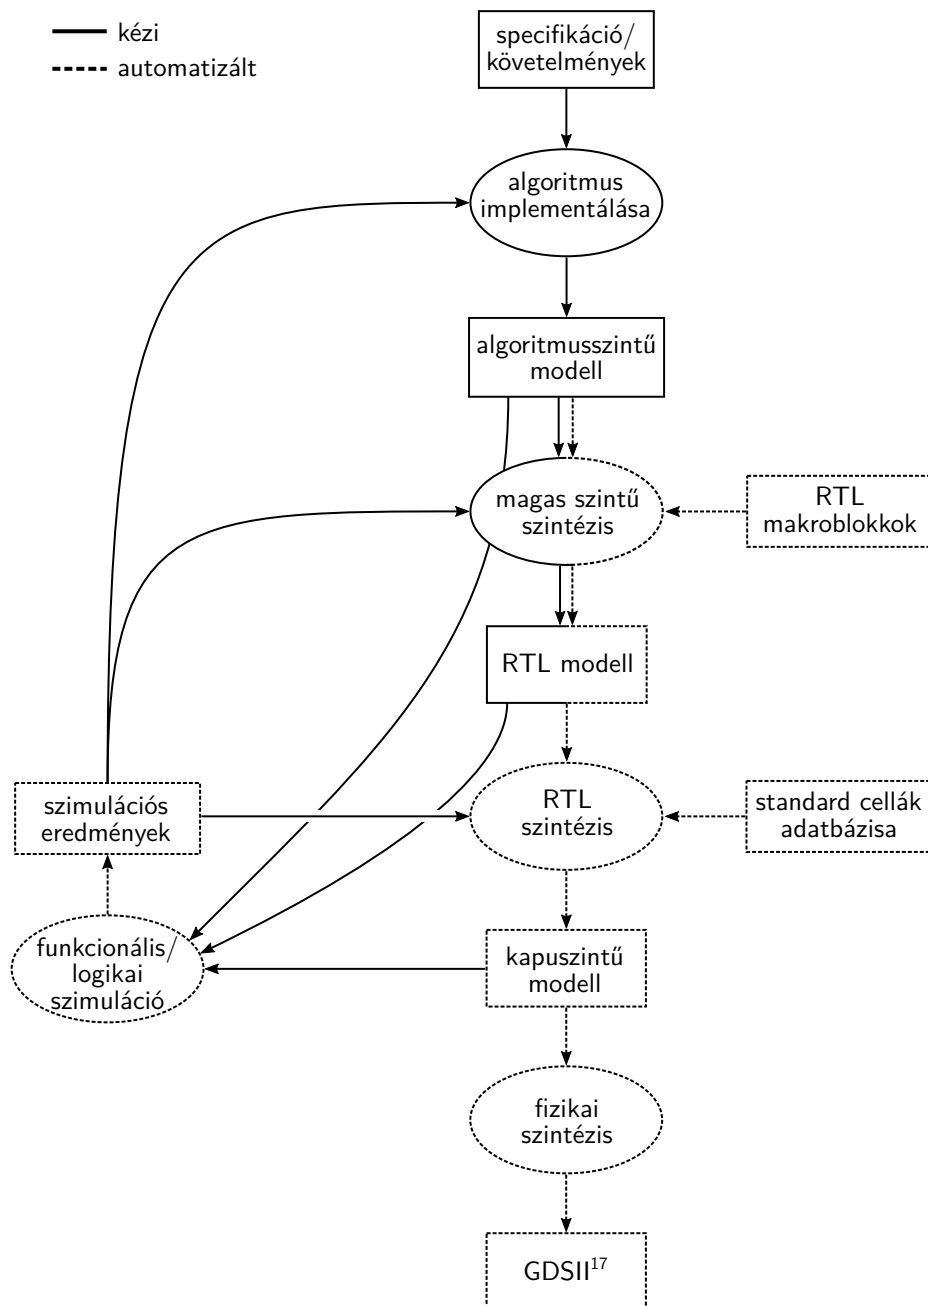 kézi
automatizált
specifikáció/
követelmények
algoritmus
implementálása
algoritmusszintű
modell
magas szintű
szintézis
RTL
makroblokkok
RTL modell
szimulációs
eredmények
RTL
szintézis
standard cellák
adatbázisa
funkcionális/
logikai
szimuláció
kapuszintű
modell
fizikai
szintézis
GDSII¹⁷